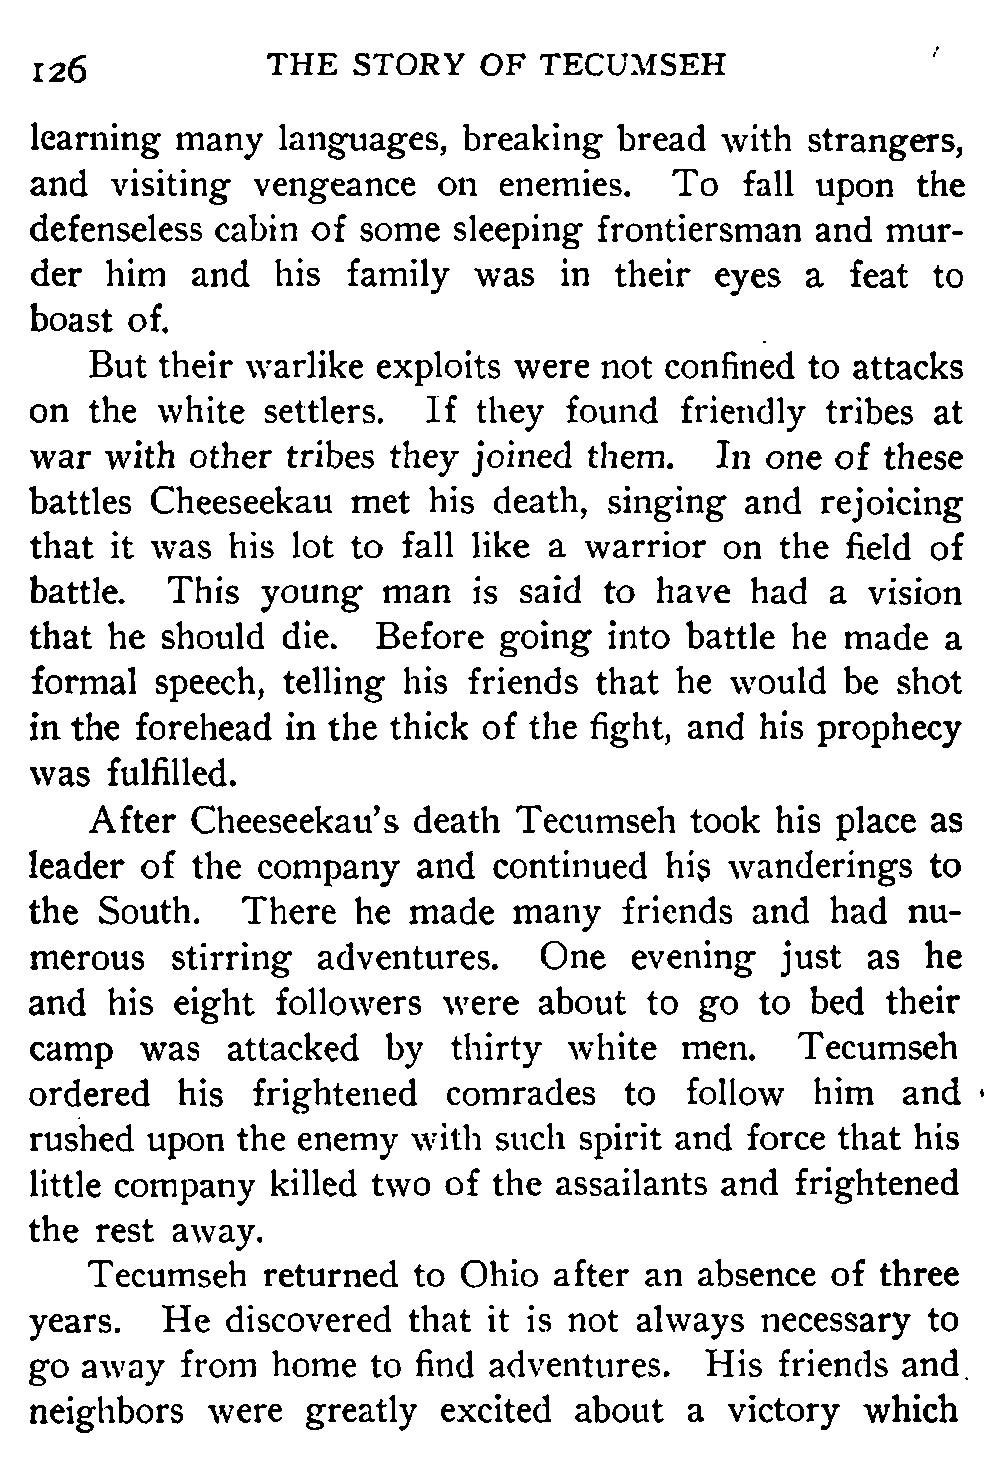 126 THE STORY OF TECUMSEH
learning many languages, breaking bread with strangers,
and visiting vengeance on enemies. To fall upon the
defenseless cabin of some sleeping frontiersman and mur-
der him and his family was in their eyes a feat to
boast of.
But their warlike exploits were not confined to attacks
on the white settlers. If they found friendly tribes at
war with other tribes they joined them. In one of these
battles Cheeseekau met his death, singing and rejoicing
that it was his lot to fall like a warrior on the field of
battle. This young man is said to have had a vision
that he should die. Before going into battle he made a
formal speech, telling his friends that he would be shot
in the forehead in the thick of the fight, and his prophecy
was fulfilled.
After Cheeseekau's death Tecumseh took his place as
leader of the company and continued his wanderings to
the South. There he made many friends and had nu-
merous stirring adventures. One evening just as he
and his eight followers were about to go to bed their
camp was attacked by thirty white men. Tecumseh
ordered his frightened comrades to follow him and
rushed upon the enemy with such spirit and force that his
little company killed two of the assailants and frightened
the rest away.
Tecumseh returned to Ohio after an absence of three
years. He discovered that it is not always necessary to
go away from home to find adventures. His friends and
neighbors were greatly excited about a victory which